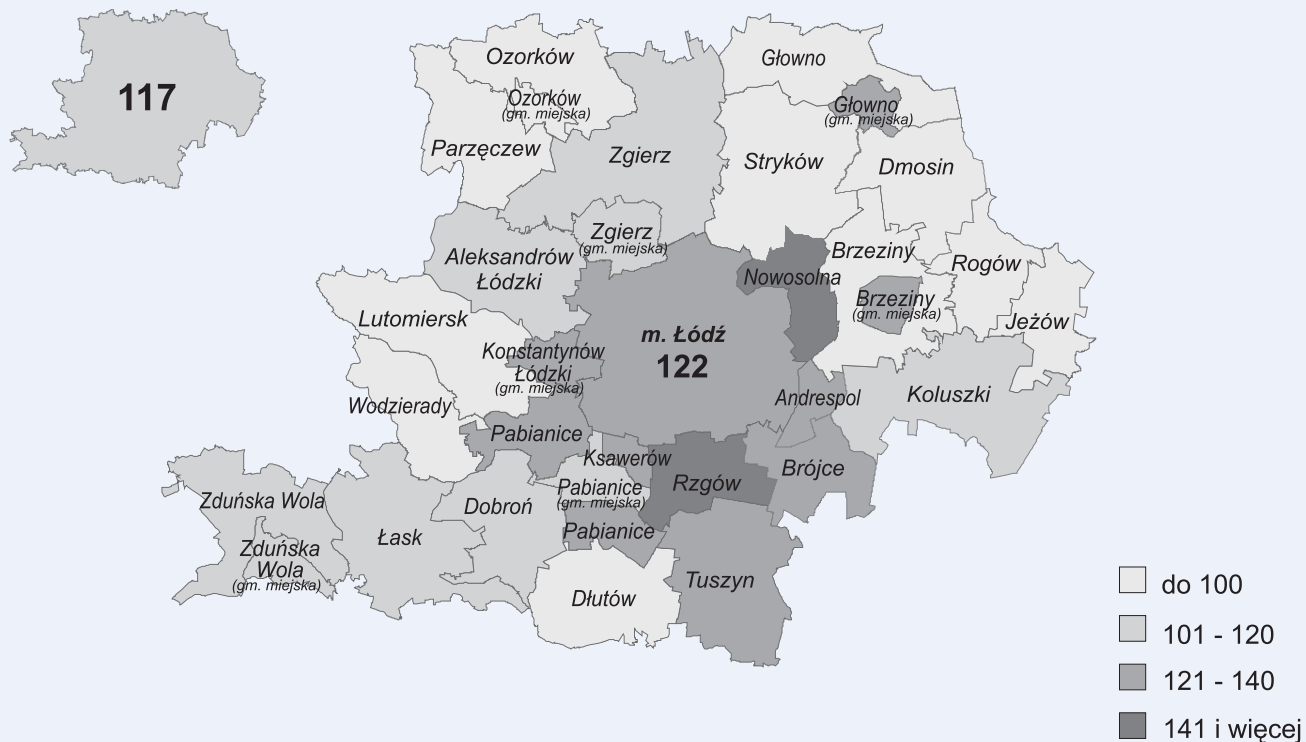 117
Ozorków
Ozorków
(gm. miejska)
Parzęczew
Zgierz
Głowno
Głowno
(gm. miejska)
Stryków
Dmosin
Zgierz
(gm. miejska)
Aleksandrów
Łódzki
Nowosolna
Brzeziny
Brzeziny
(gm. miejska)
Rogów
Jeżów
Lutomiersk
Konstantynów
Łódzki
(gm. miejska)
m. Łódź
122
Andrespol
Koluszki
Wodzierady
Pabianice
Ksawerów
Pabianice
(gm. miejska)
Rzgów
Brójce
Zduńska Wola
Zduńska
Wola
(gm. miejska)
Łask
Dobroń
Pabianice
Dłutów
Tuszyn
do 100
101 - 120
121 - 140
141 i więcej